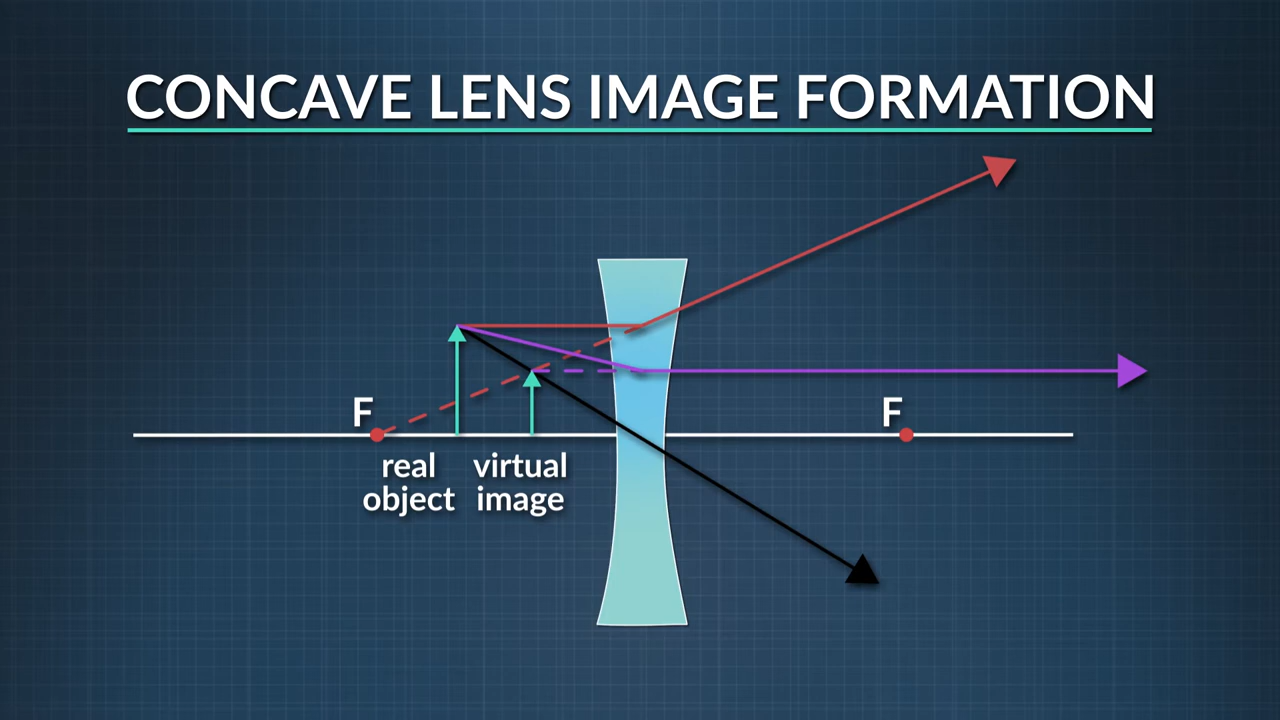 CONCAVE LENS IMAGE FORMATION
F
F
real
object
virtual
image